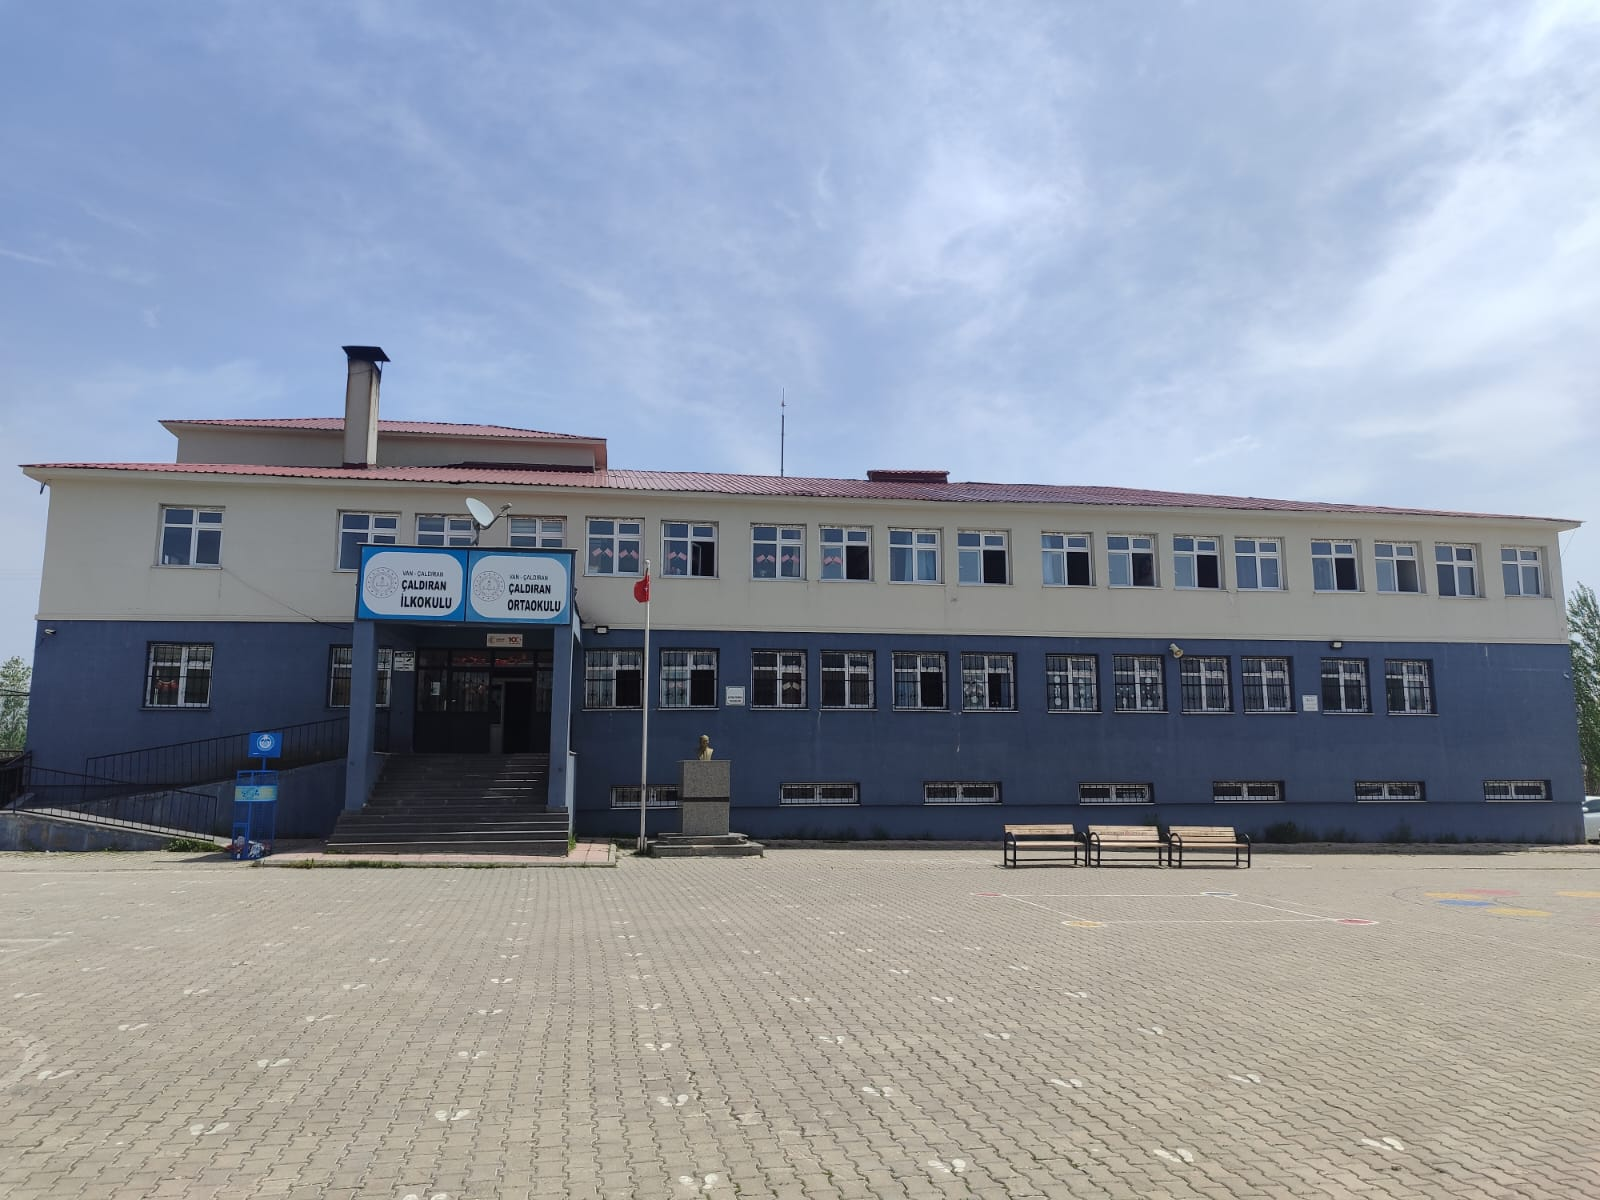 VAN - ÇALDIRAN
ÇALDIRAN
İLKOKULU
VAN - ÇALDIRAN
ÇALDIRAN
ORTAOKULU